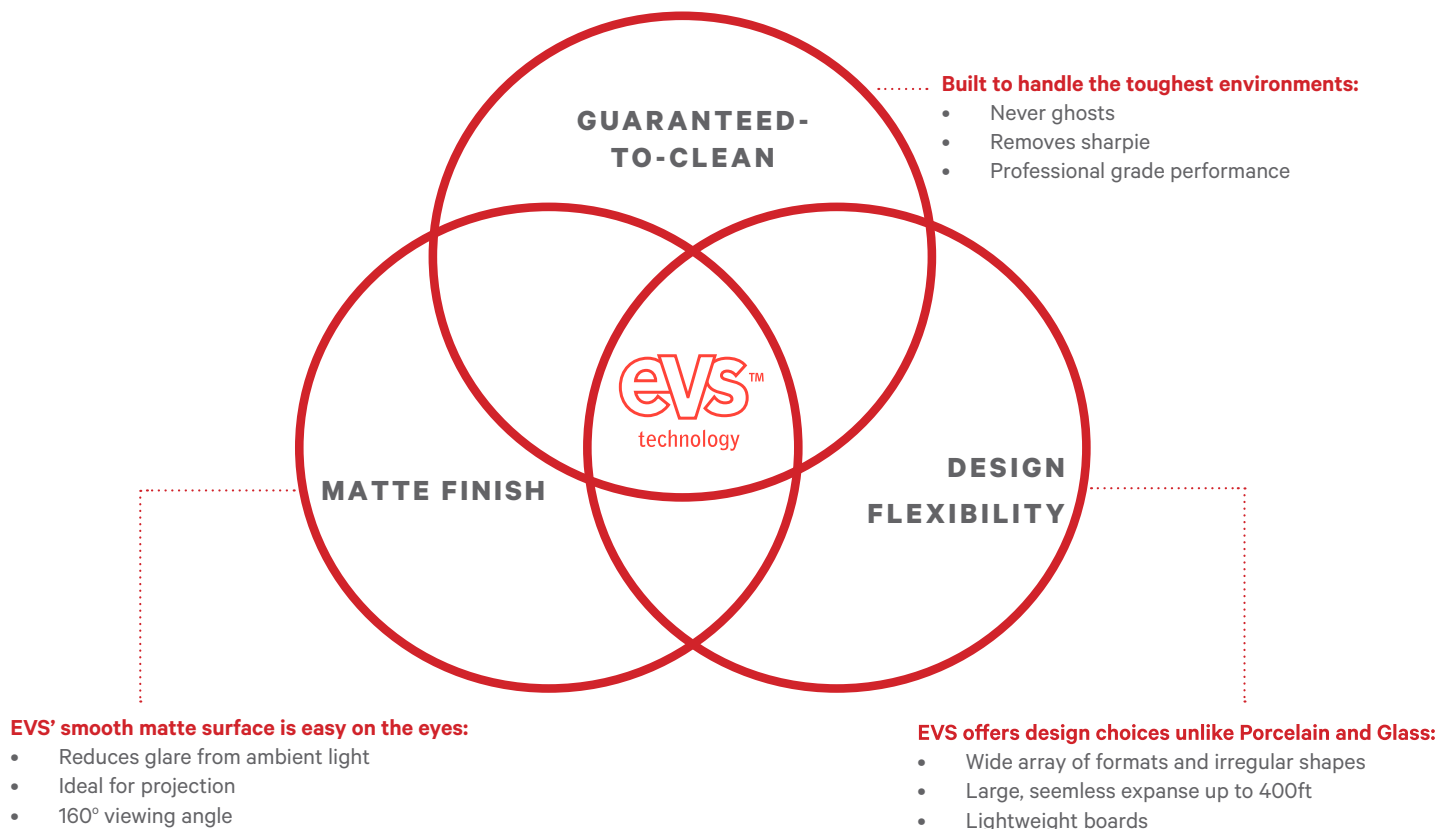 GUARANTEED-
TO-CLEAN
Built to handle the toughest environments:
• Never ghosts
• Removes sharpie
• Professional grade performance
eVs™
technology
MATTE FINISH
DESIGN
FLEXIBILITY
EVS’ smooth matte surface is easy on the eyes:
• Reduces glare from ambient light
• Ideal for projection
• 160° viewing angle
EVS offers design choices unlike Porcelain and Glass:
• Wide array of formats and irregular shapes
• Large, seemless expanse up to 400ft
• Lightweight boards